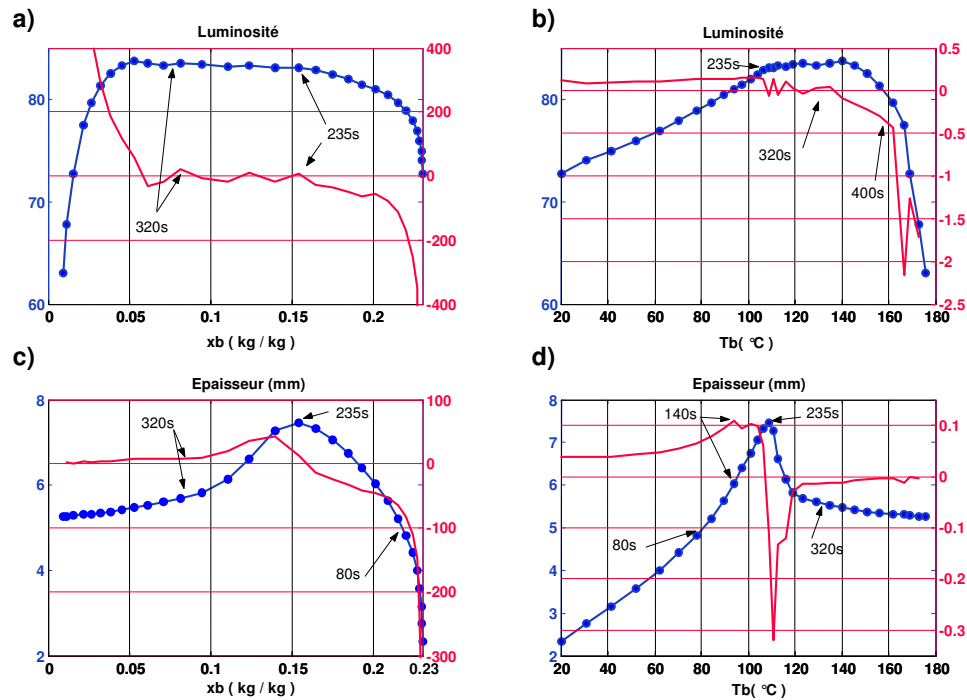 a)
Luminosité
400
200
0
-200
-400
80
70
60
235s
320s
0
0.05
0.1
0.15
0.2
xb ( kg / kg )
b)
Luminosité
0.5
0
-0.5
-1
-1.5
-2
-2.5
80
70
60
235s
320s
400s
20
40
60
80
100
120
140
160
180
Tb( °C )
c)
Epaisseur (mm)
8
6
4
2
100
0
-100
-200
-300
320s
235s
80s
0
0.05
0.1
0.15
0.2
0.23
xb ( kg / kg )
d)
Epaisseur (mm)
8
7
6
5
4
3
2
0.1
0
-0.1
-0.2
-0.3
140s
235s
80s
320s
20
40
60
80
100
120
140
160
180
Tb( °C )